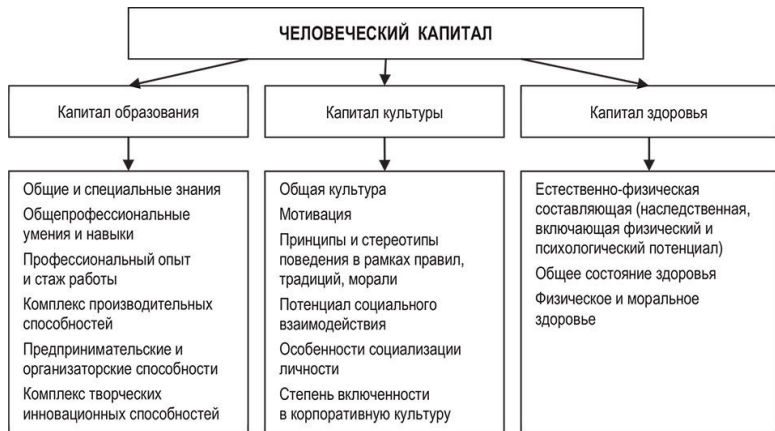 ЧЕЛОВЕЧЕСКИЙ КАПИТАЛ
Капитал образования
Капитал культуры
Капитал здоровья
Общие и специальные знания
Общепрофессиональные
умения и навыки
Профессиональный опыт
и стаж работы
Комплекс производительных
способностей
Предпринимательские и
организаторские способности
Комплекс творческих
инновационных способностей
Общая культура
Мотивация
Принципы и стереотипы
поведения в рамках правил,
традиций, морали
Потенциал социального
взаимодействия
Особенности социализации
личности
Степень включенности
в корпоративную культуру
Естественно-физическая
составляющая (наследственная,
включающая физический и
психологический потенциал)
Общее состояние здоровья
Физическое и моральное
здоровье